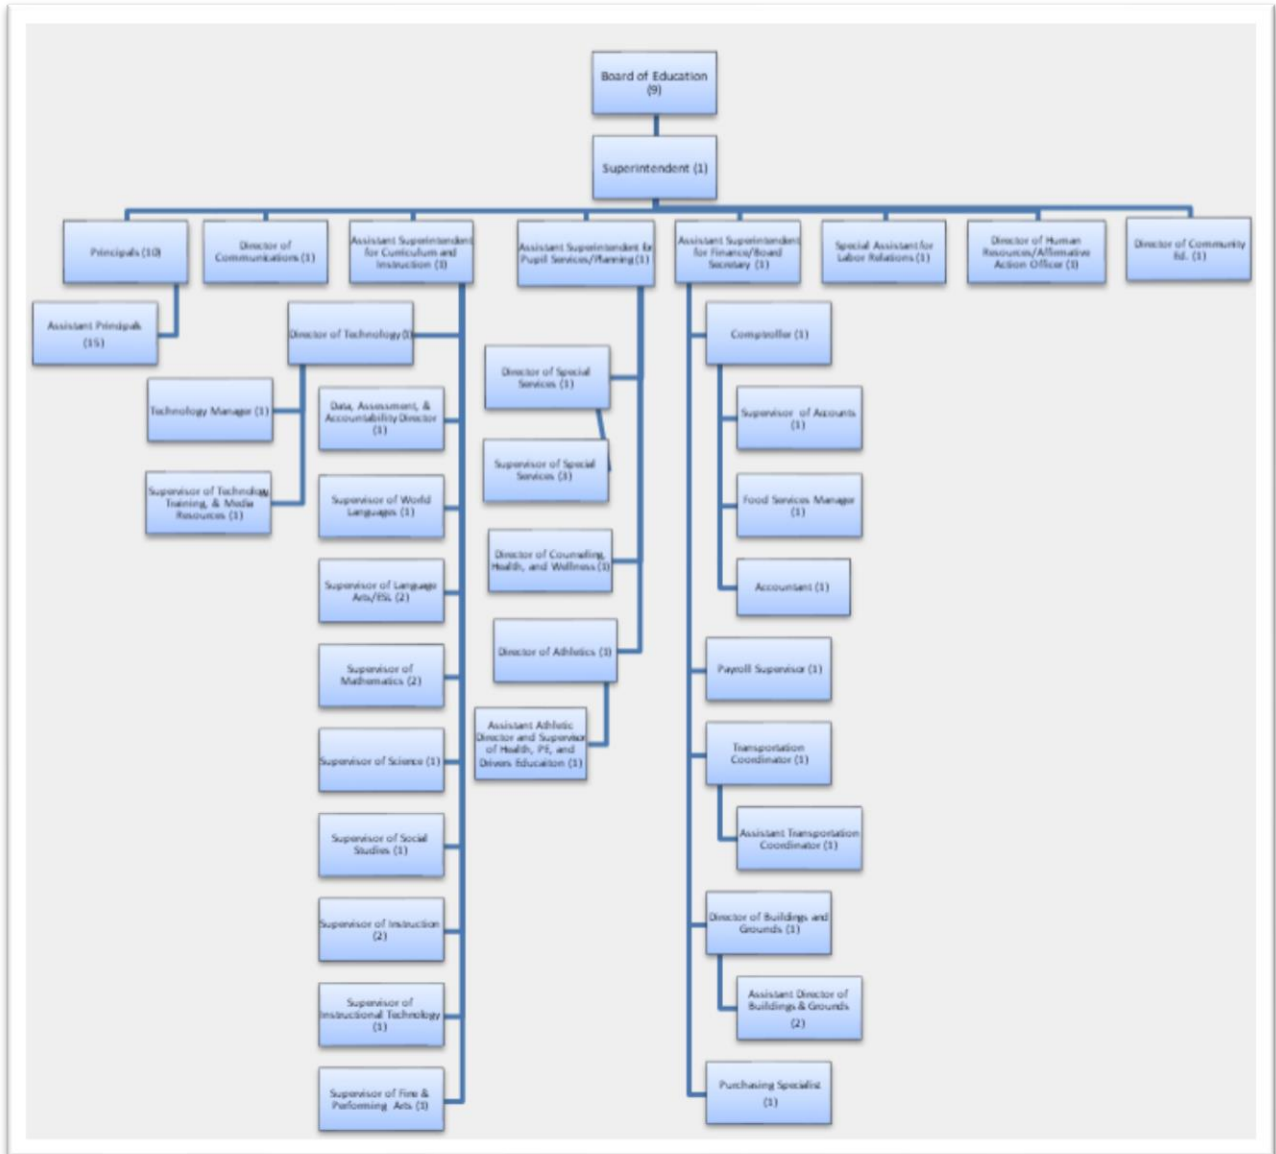 Board of Education
(9)
Superintendent (1)
Principals (10)
Director of
Communications (1)
Assistant Superintendent
for Curriculum and
Instruction (1)
Assistant Superintendent for
Pupil Services/Planning (1)
Assistant Superintendent
for Finance/Board
Secretary (1)
Special Assistant for
Labor Relations (1)
Director of Human
Resources/Affirmative
Action Officer (1)
Director of Community
Ed. (1)
Assistant Principals
(15)
Director of Technology (1)
Technology Manager (1)
Supervisor of Technology,
Training, & Media
Resources (1)
Data, Assessment, &
Accountability Director
(1)
Supervisor of World
Languages (1)
Supervisor of Language
Arts/ESL (2)
Supervisor of
Mathematics (2)
Supervisor of Science (1)
Supervisor of Social
Studies (1)
Supervisor of Instruction
(2)
Supervisor of
Instructional Technology
(1)
Supervisor of Fine &
Performing Arts (1)
Director of Special
Services (1)
Supervisor of Special
Services (3)
Director of Counseling,
Health, and Wellness (1)
Director of Athletics (1)
Assistant Athletic
Director and Supervisor
of Health, PE, and
Drivers Educaiton (1)
Comptroller (1)
Supervisor of Accounts
(1)
Food Services Manager
(1)
Accountant (1)
Payroll Supervisor (1)
Transportation
Coordinator (1)
Assistant Transportation
Coordinator (1)
Director of Buildings and
Grounds (1)
Assistant Director of
Buildings & Grounds
(2)
Purchasing Specialist
(1)